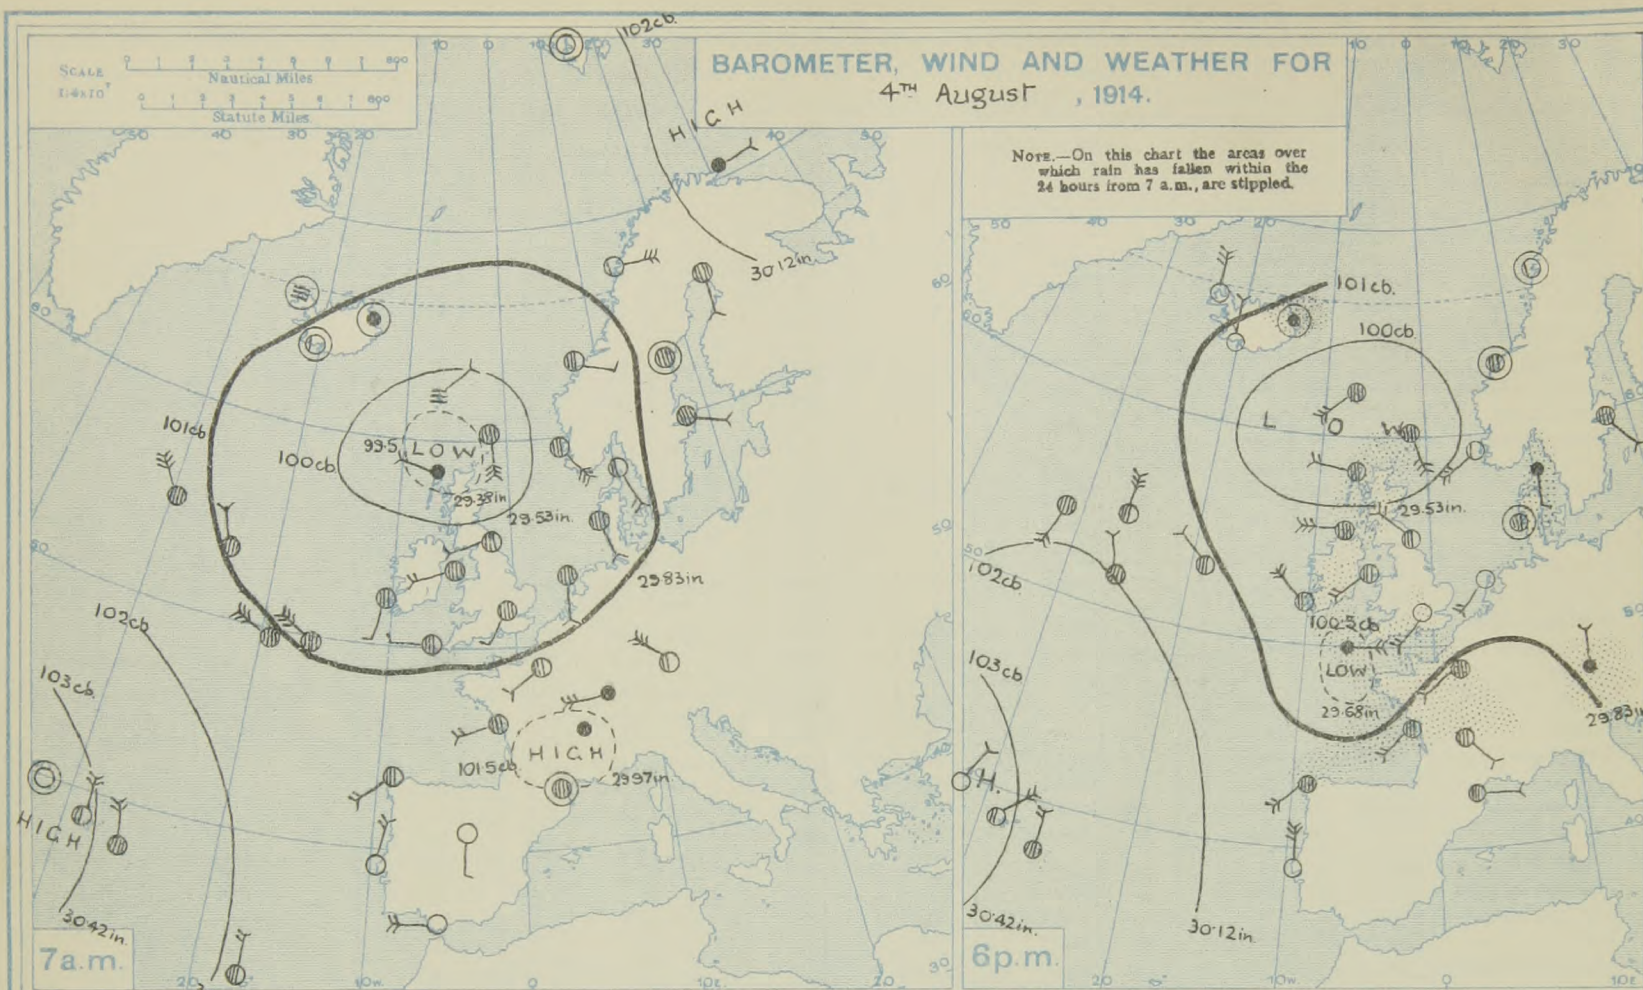 SCALE
Nautical Miles
Statute Miles
BAROMETER, WIND AND WEATHER FOR
4TH August, 1914.
NOTE.—On this chart the areas over
which rain has fallen within the
24 hours from 7 a.m., are stippled.
102cb.
HIGH
30·12in.
101cb
100cb
99·5
LOW
29·38in
29·53in.
29·83in
102cb
103cb.
HIGH
30·42in.
HIGH
101·5cb
29·97in
7a.m.
101cb.
100cb.
LOW
29·53in.
102cb
100·5cb
LOW
29·68in
29·83in
103cb
H.
30·42in.
30·12in.
6p.m.